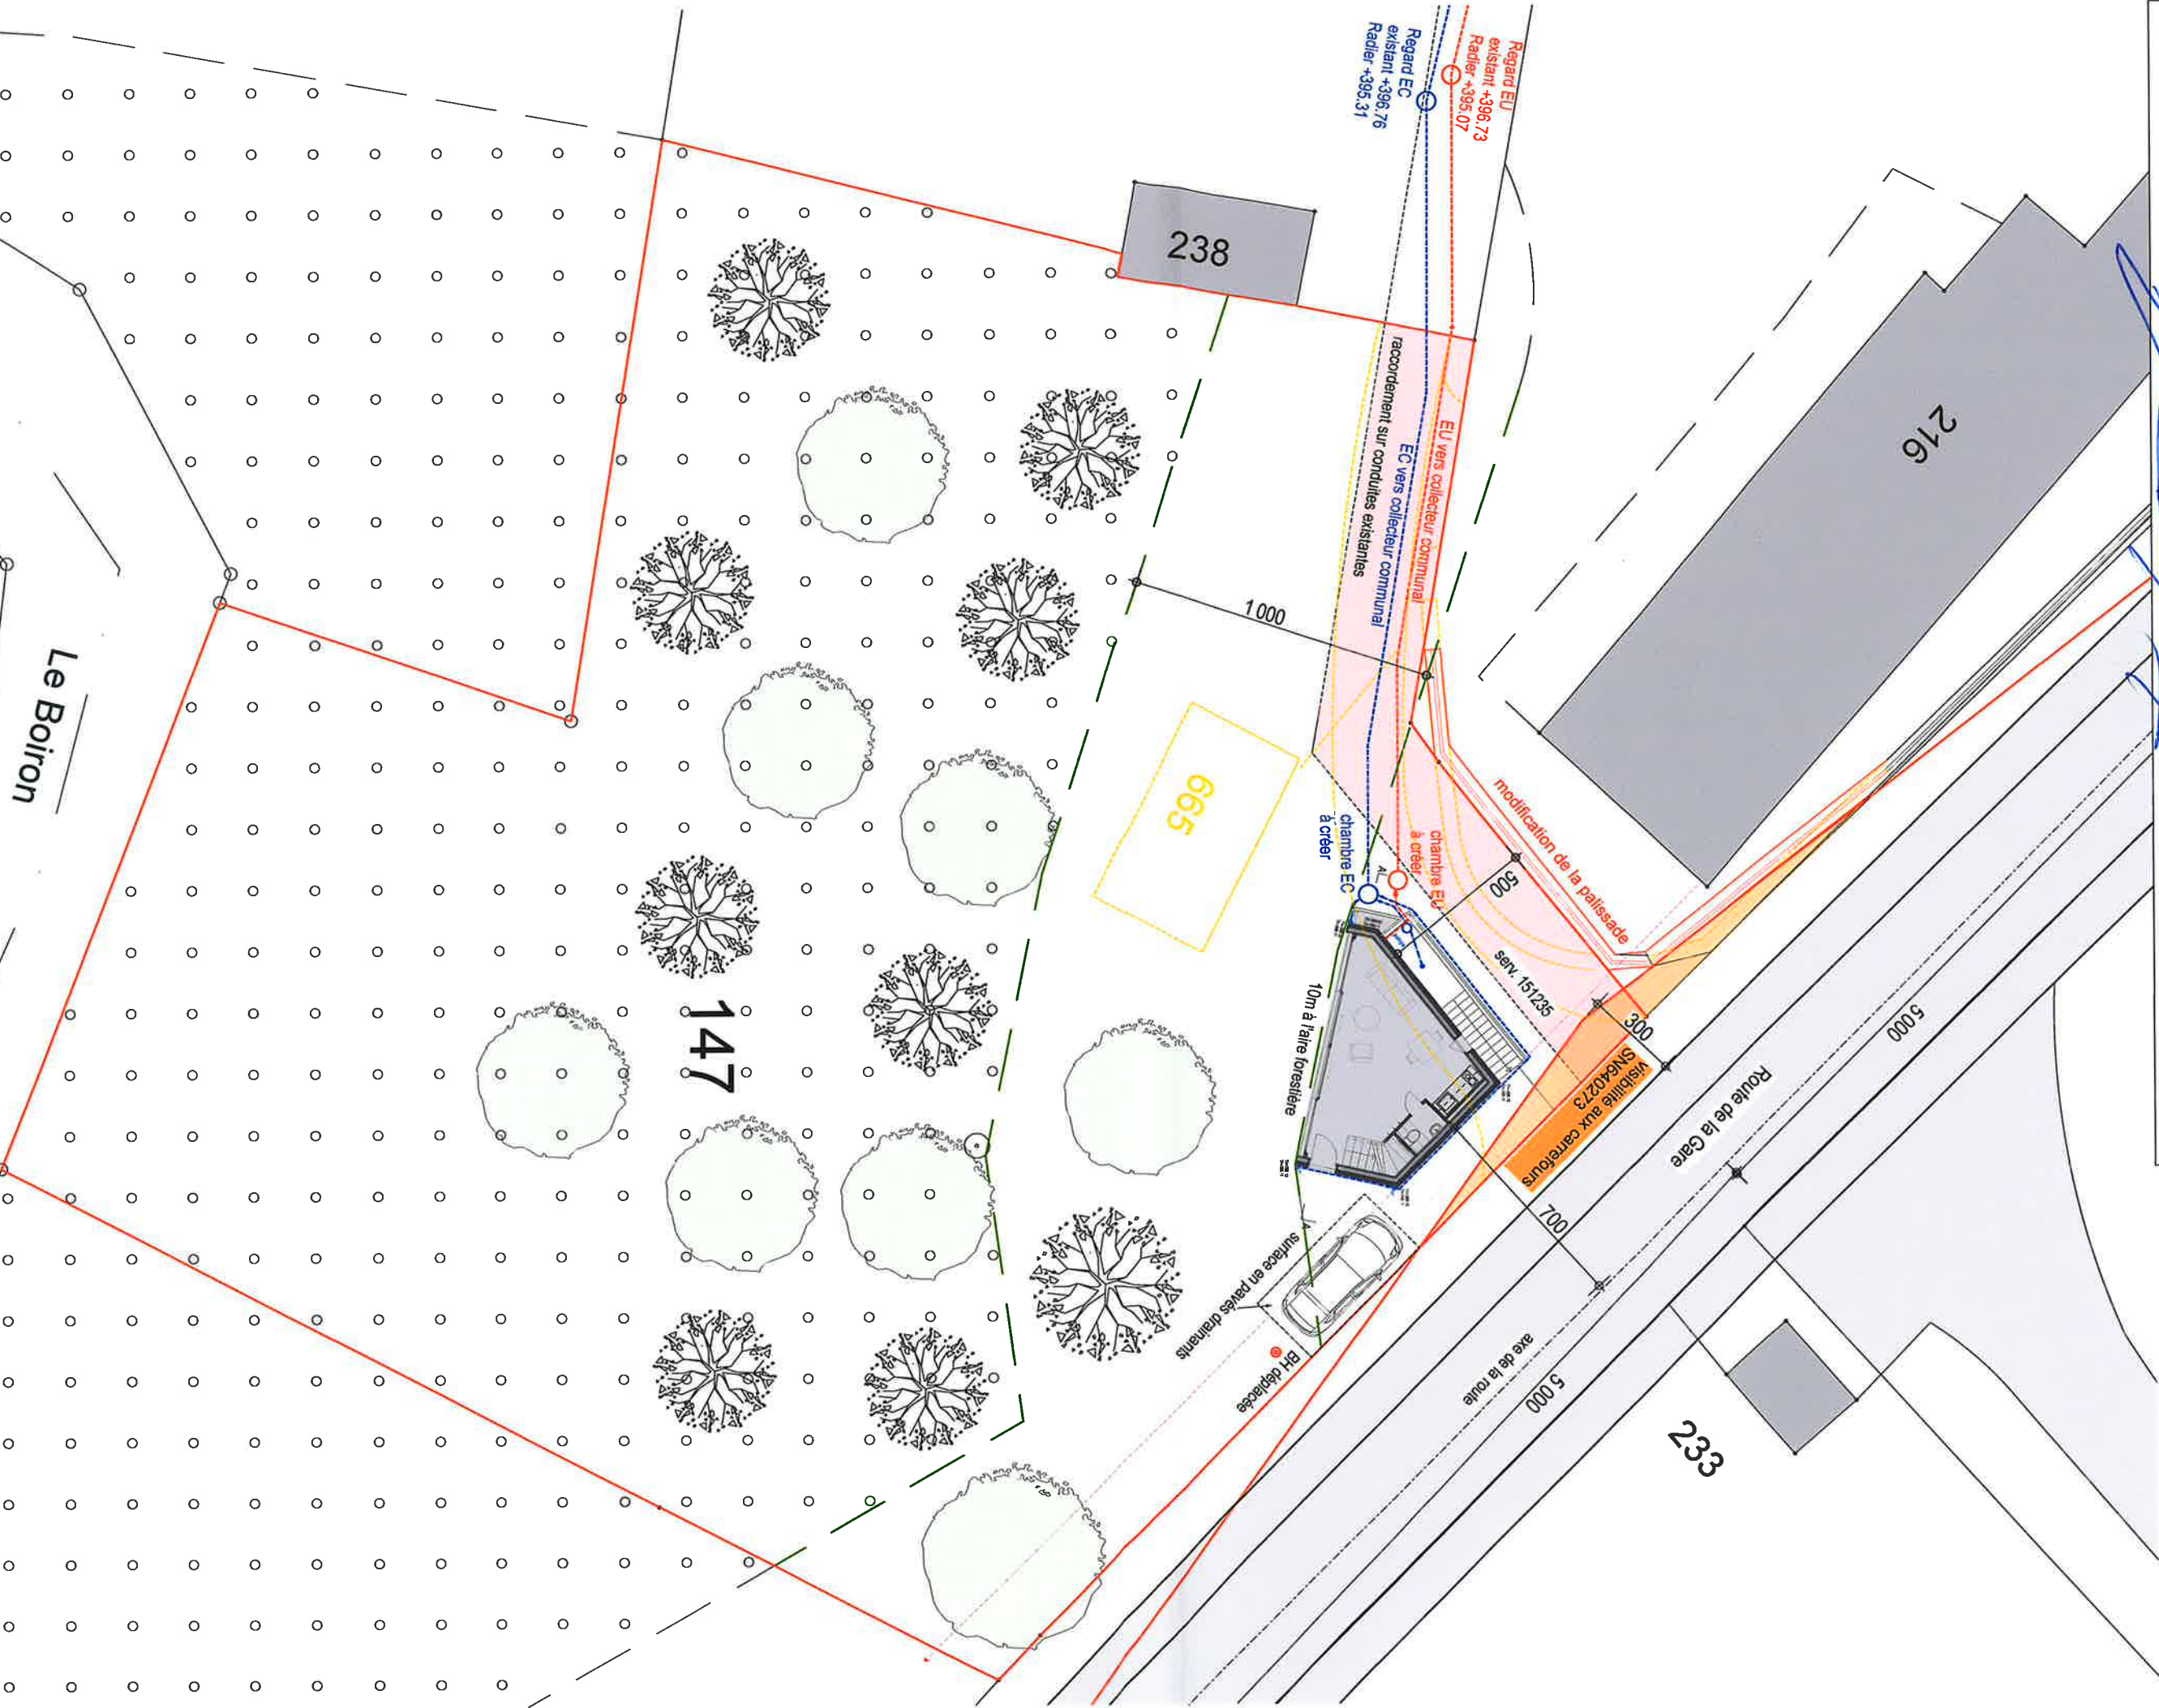 Regard EU
existant +396.73
Radier +395.07
Regard EC
existant +396.76
Radier +395.31
238
216
raccordement sur conduites existantes
EC vers collecteur communal
EU vers collecteur communal
1 000
Le Boiron
665
modification de la palissade
chambre EC
à créer
chambre EU
à créer
AL
500
serv. 151235
10m à l'aire forestière
300
visibilité aux carrefours
SN640273
5 000
Route de la Gare
147
700
surface en pavés drainants
BH déplacée
axe de la route
5 000
233